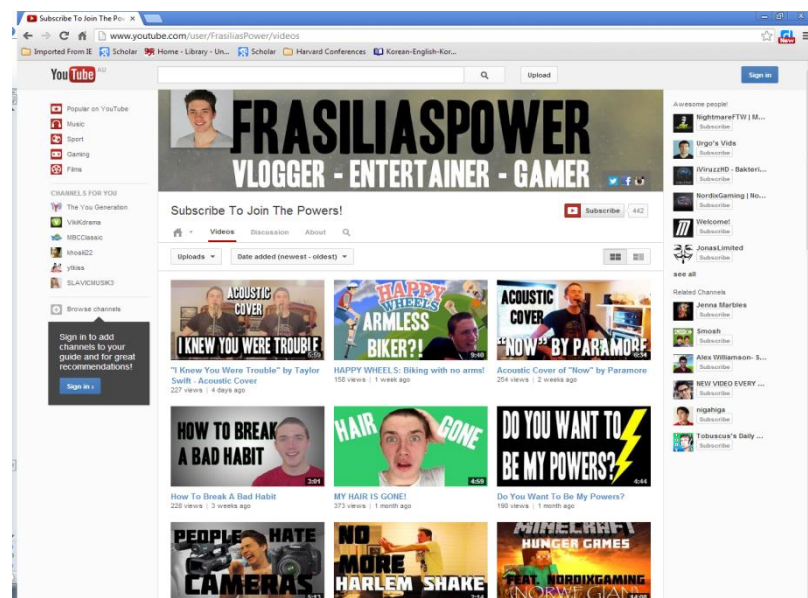 Subscribe To Join The Pow
www.youtube.com/user/FrasiliasPower/videos
Imported From IE Scholar Home - Library - Un... Scholar Harvard Conferences Korean-English-Kor...
YouTube AU
Upload
Sign in
Popular on YouTube
Music
Sport
Gaming
Films
CHANNELS FOR YOU
The You Generation
VikiKdrama
MBCClassic
khoali22
ytkiss
SLAVICMUSIK3
Browse channels
Sign in to add
channels to your
guide and for great
recommendations!
Sign in ›
FRASILIASPOWER
VLOGGER - ENTERTAINER - GAMER
Subscribe To Join The Powers!
Subscribe 442
Videos Discussion About
Uploads Date added (newest - oldest)
ACOUSTIC
COVER
I KNEW YOU WERE TROUBLE
5:59
"I Knew You Were Trouble" by Taylor
Swift - Acoustic Cover
227 views | 4 days ago
HAPPY
WHEELS
ARMLESS
BIKER?!
9:40
HAPPY WHEELS: Biking with no arms!
158 views | 1 week ago
ACOUSTIC
COVER
"NOW" BY PARAMORE
6:34
Acoustic Cover of "Now" by Paramore
254 views | 2 weeks ago
HOW TO BREAK
A BAD HABIT
3:01
How To Break A Bad Habit
228 views | 3 weeks ago
HAIR GONE
4:59
MY HAIR IS GONE!
373 views | 1 month ago
DO YOU WANT TO
BE MY POWERS?
4:44
Do You Want To Be My Powers?
190 views | 1 month ago
PEOPLE HATE
CAMERAS
5:13
NO
MORE
HARLEM SHAKE
MINECRAFT
HUNGER GAMES
FEAT. NORDIXGAMING
14:08
Awesome people!
NightmareFTW | M...
Subscribe
Urgo's Vids
Subscribe
iViruzzHD - Bakteri...
Subscribe
NordixGaming | No...
Subscribe
Welcome!
Subscribe
JonasLimited
Subscribe
see all
Related Channels
Jenna Marbles
Subscribe
Smosh
Subscribe
Alex Williamson- S...
Subscribe
NEW VIDEO EVERY ...
Subscribe
nigahiga
Subscribe
Tobuscus's Daily ...
Subscribe